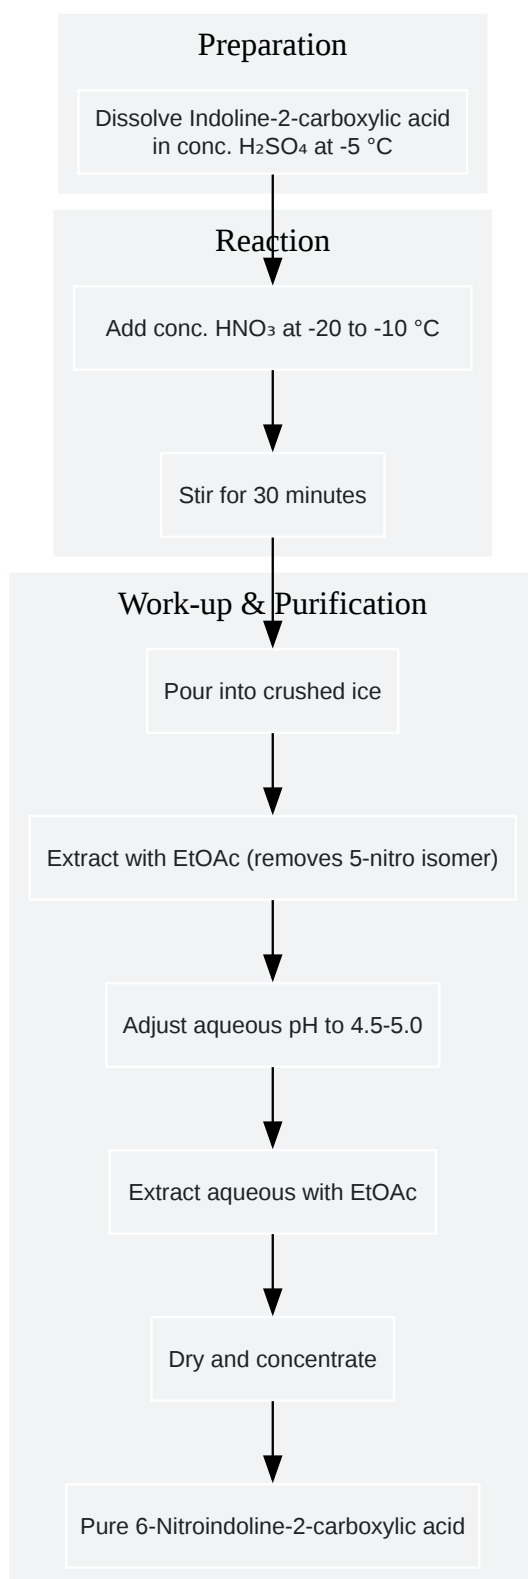 Preparation
Dissolve Indoline-2-carboxylic acid
in conc. H₂SO₄ at -5 °C
Reaction
Add conc. HNO₃ at -20 to -10 °C
Stir for 30 minutes
Work-up & Purification
Pour into crushed ice
Extract with EtOAc (removes 5-nitro isomer)
Adjust aqueous pH to 4.5-5.0
Extract aqueous with EtOAc
Dry and concentrate
Pure 6-Nitroindoline-2-carboxylic acid